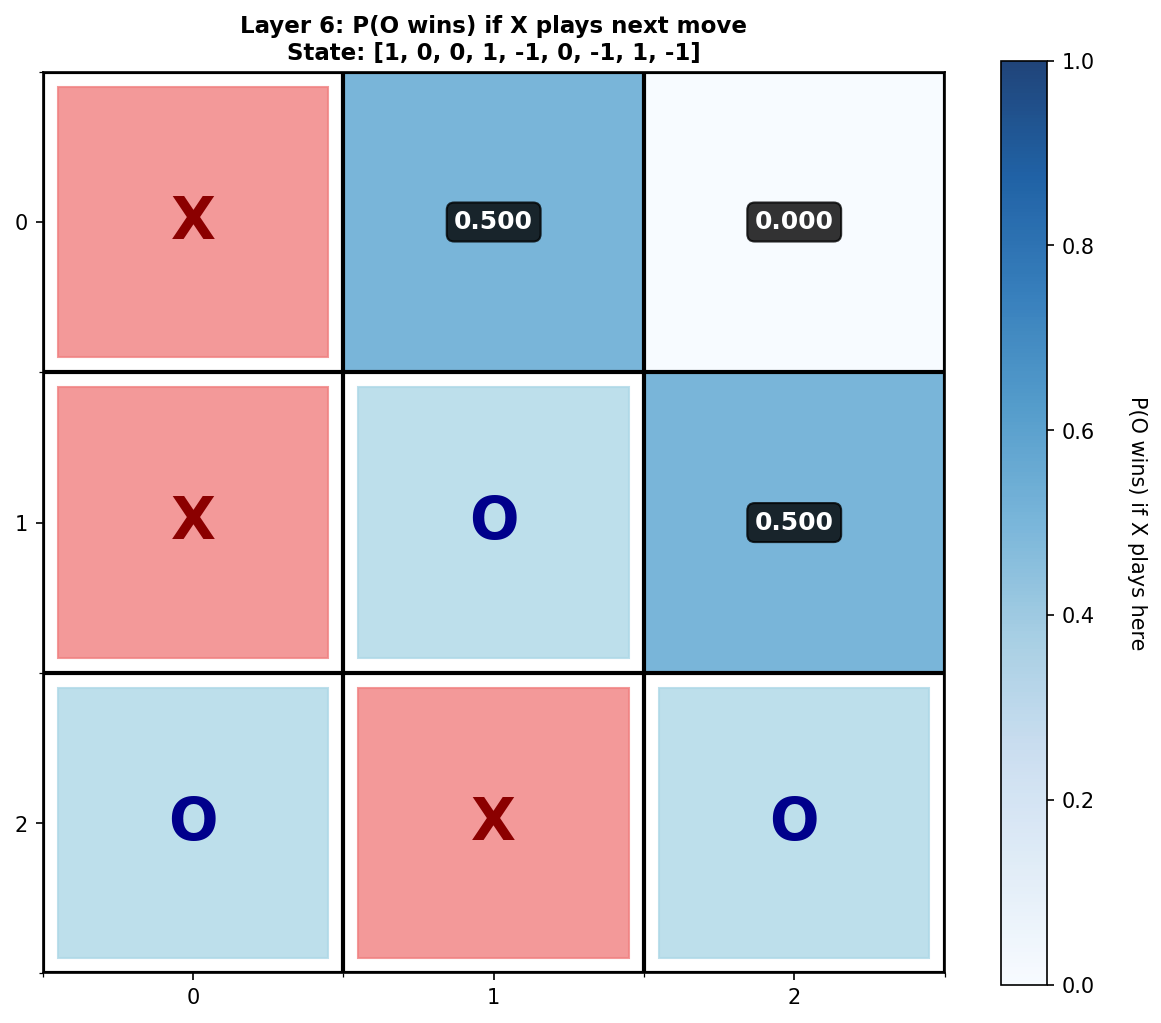 Layer 6: P(O wins) if X plays next move
State: [1, 0, 0, 1, -1, 0, -1, 1, -1]
0
X
0.500
0.000
1
X
O
0.500
2
O
X
O
0
1
2
1.0
0.8
0.6
0.4
0.2
0.0
P(O wins) if X plays here